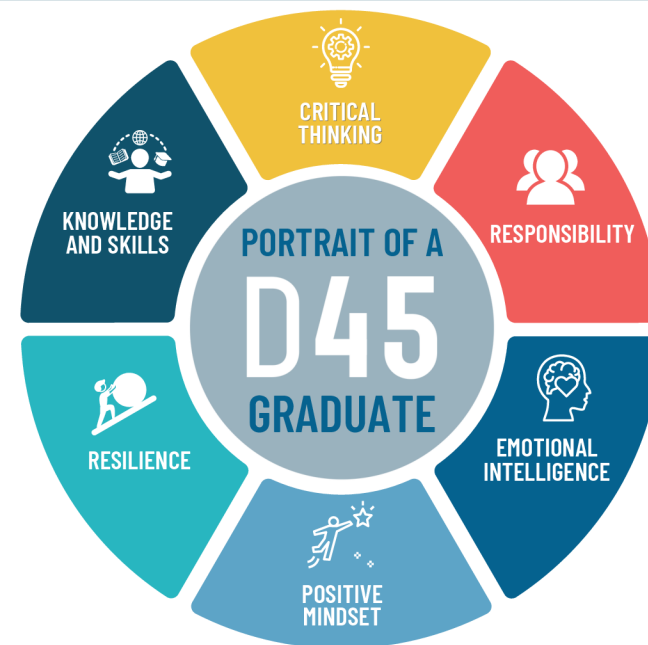 CRITICAL
THINKING
RESPONSIBILITY
EMOTIONAL
INTELLIGENCE
POSITIVE
MINDSET
RESILIENCE
KNOWLEDGE
AND SKILLS
PORTRAIT OF A
D45
GRADUATE